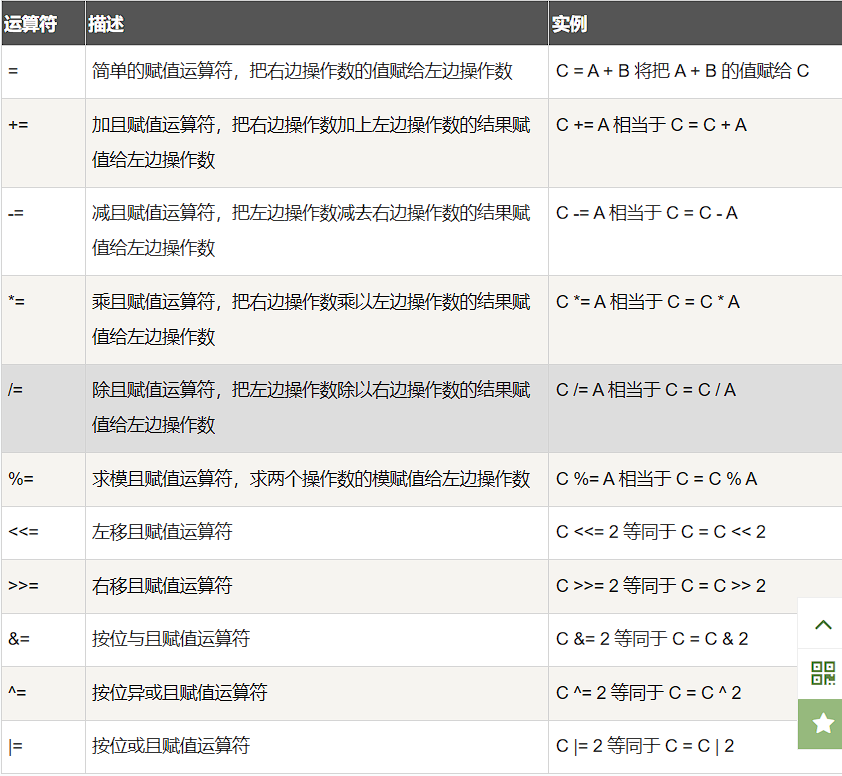 运算符 描述 实例
= 简单的赋值运算符，把右边操作数的值赋给左边操作数 C = A + B 将把 A + B 的值赋给 C
+= 加且赋值运算符，把右边操作数加上左边操作数的结果赋 C += A 相当于 C = C + A
值给左边操作数
-= 减且赋值运算符，把左边操作数减去右边操作数的结果赋 C -= A 相当于 C = C - A
值给左边操作数
*= 乘且赋值运算符，把右边操作数乘以左边操作数的结果赋 C *= A 相当于 C = C * A
值给左边操作数
/= 除且赋值运算符，把左边操作数除以右边操作数的结果赋 C /= A 相当于 C = C / A
值给左边操作数
%= 求模且赋值运算符，求两个操作数的模赋值给左边操作数 C %= A 相当于 C = C % A
<<= 左移且赋值运算符 C <<= 2 等同于 C = C << 2
>>= 右移且赋值运算符 C >>= 2 等同于 C = C >> 2
&= 按位与且赋值运算符 C &= 2 等同于 C = C & 2
^= 按位异或且赋值运算符 C ^= 2 等同于 C = C ^ 2
|= 按位或且赋值运算符 C |= 2 等同于 C = C | 2